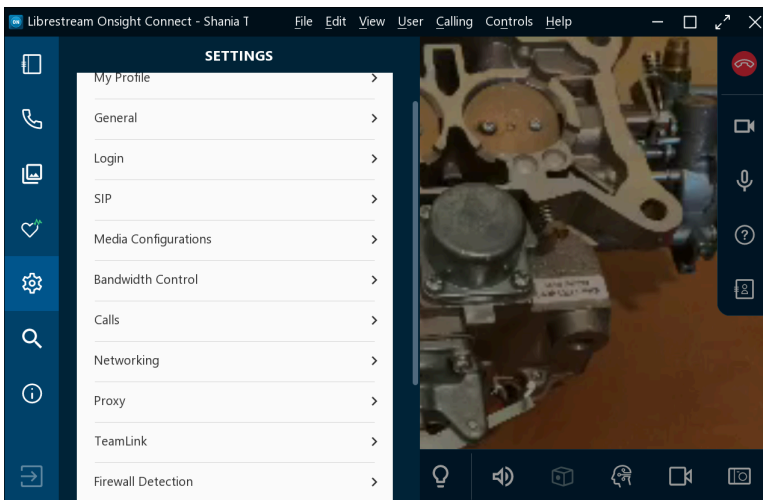 ON Librestream Onsight Connect - Shania T
File Edit View User Calling Controls Help
SETTINGS
My Profile
General
Login
SIP
Media Configurations
Bandwidth Control
Calls
Networking
Proxy
TeamLink
Firewall Detection